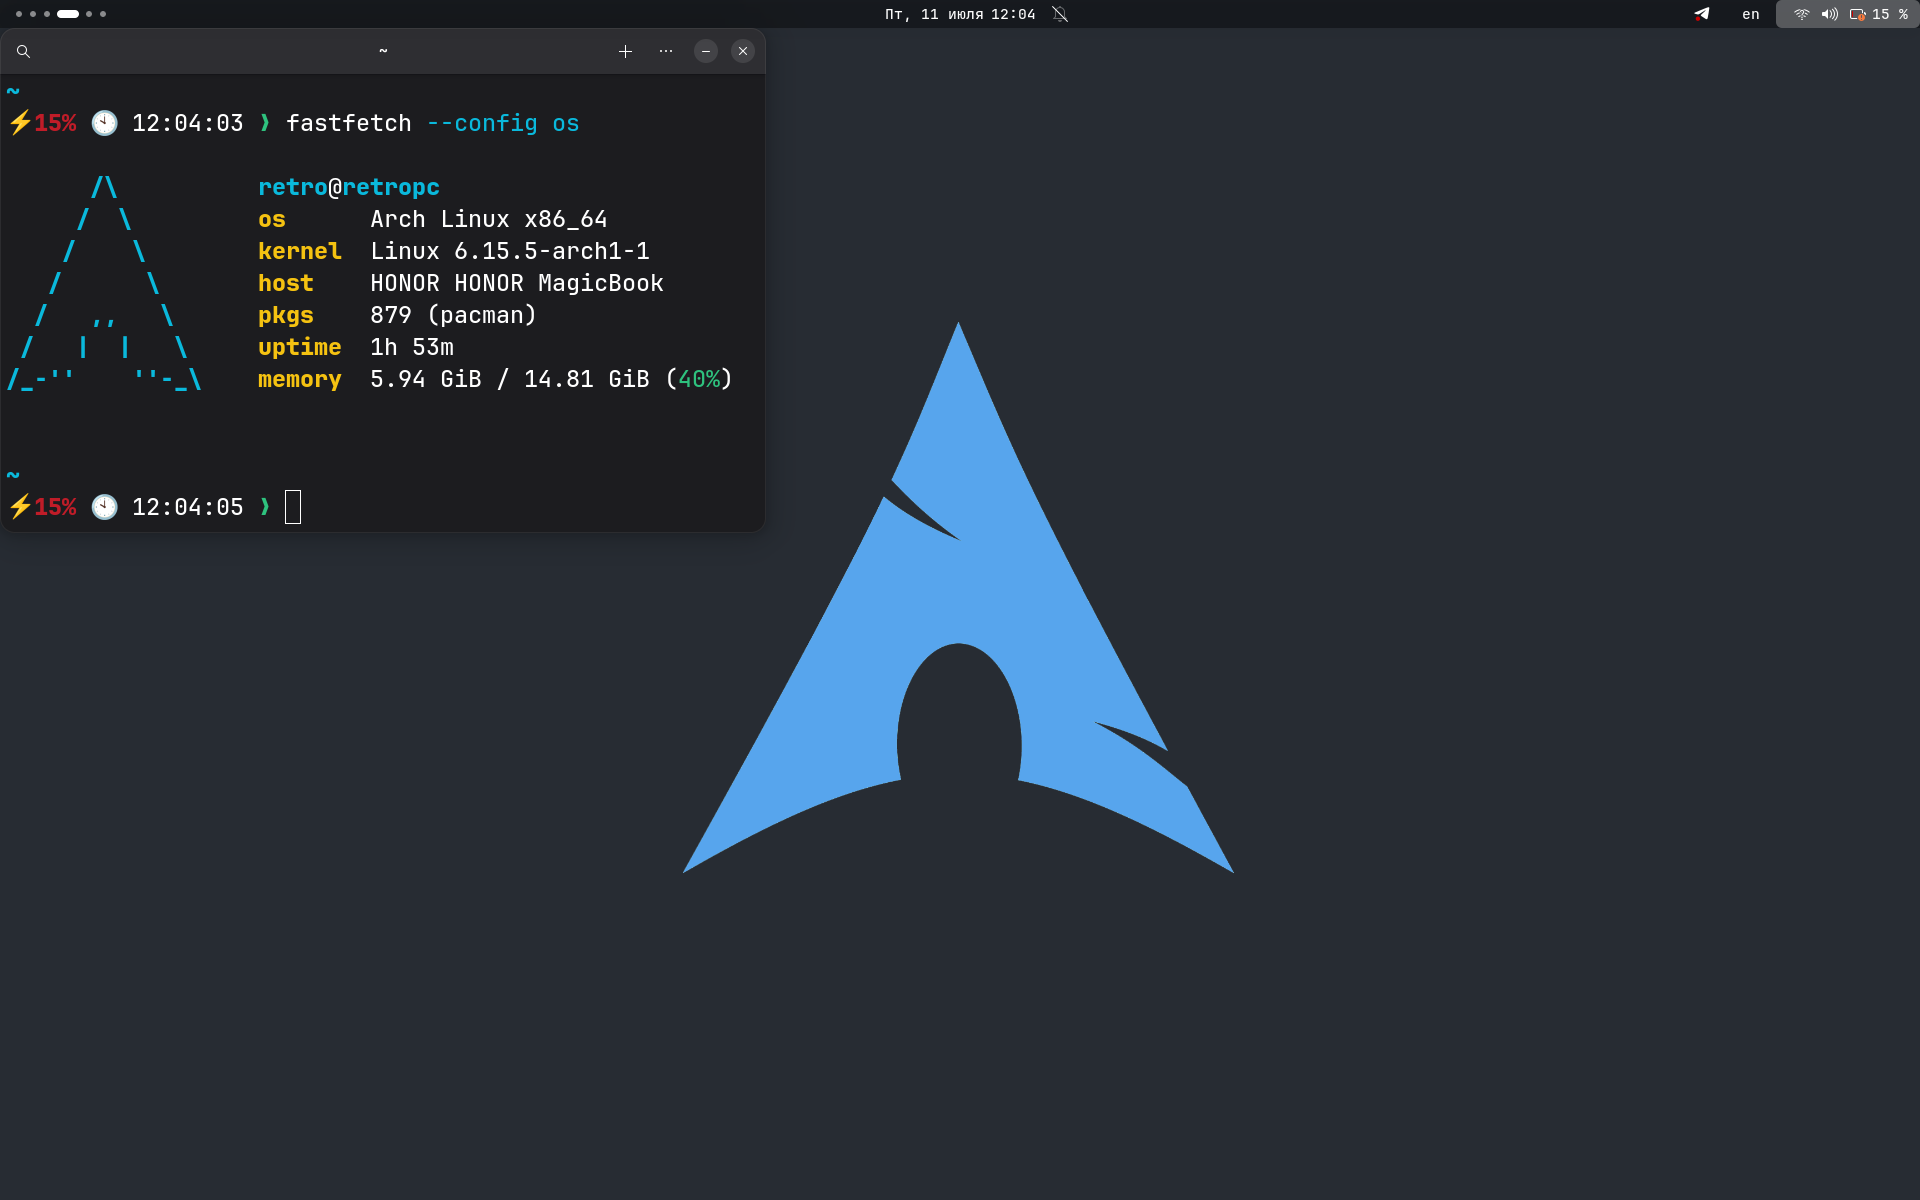 Пт, 11 июля 12:04
en
15 %
~
~
⚡15% 🕙 12:04:03 ❫ fastfetch --config os
retro@retropc
os Arch Linux x86_64
kernel Linux 6.15.5-arch1-1
host HONOR HONOR MagicBook
pkgs 879 (pacman)
uptime 1h 53m
memory 5.94 GiB / 14.81 GiB (40%)
~
⚡15% 🕙 12:04:05 ❫